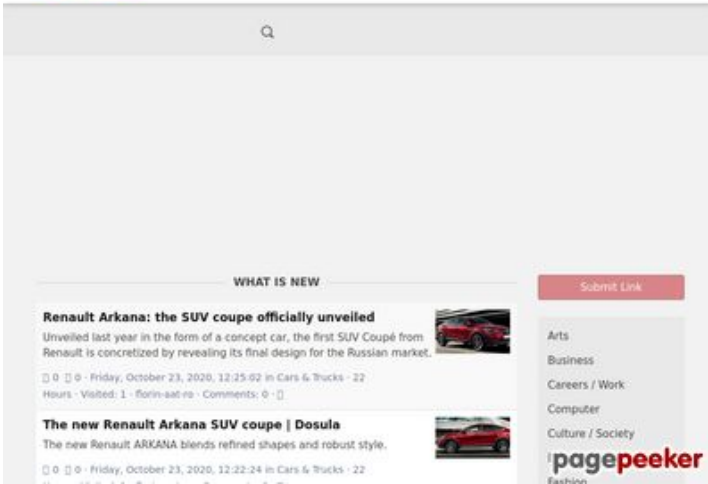 WHAT IS NEW
Renault Arkana: the SUV coupe officially unveiled
Unveiled last year in the form of a concept car, the first SUV Coupé from
Renault is concretized by revealing its final design for the Russian market.
0 0 · Friday, October 23, 2020, 12:25:02 in Cars & Trucks · 22
Hours · Visited: 1 · florin-aat-ro · Comments: 0 ·
The new Renault Arkana SUV coupe | Dosula
The new Renault ARKANA blends refined shapes and robust style.
0 0 · Friday, October 23, 2020, 12:22:24 in Cars & Trucks · 22
Submit Link
Arts
Business
Careers / Work
Computer
Culture / Society
pagepeeker
Fashion